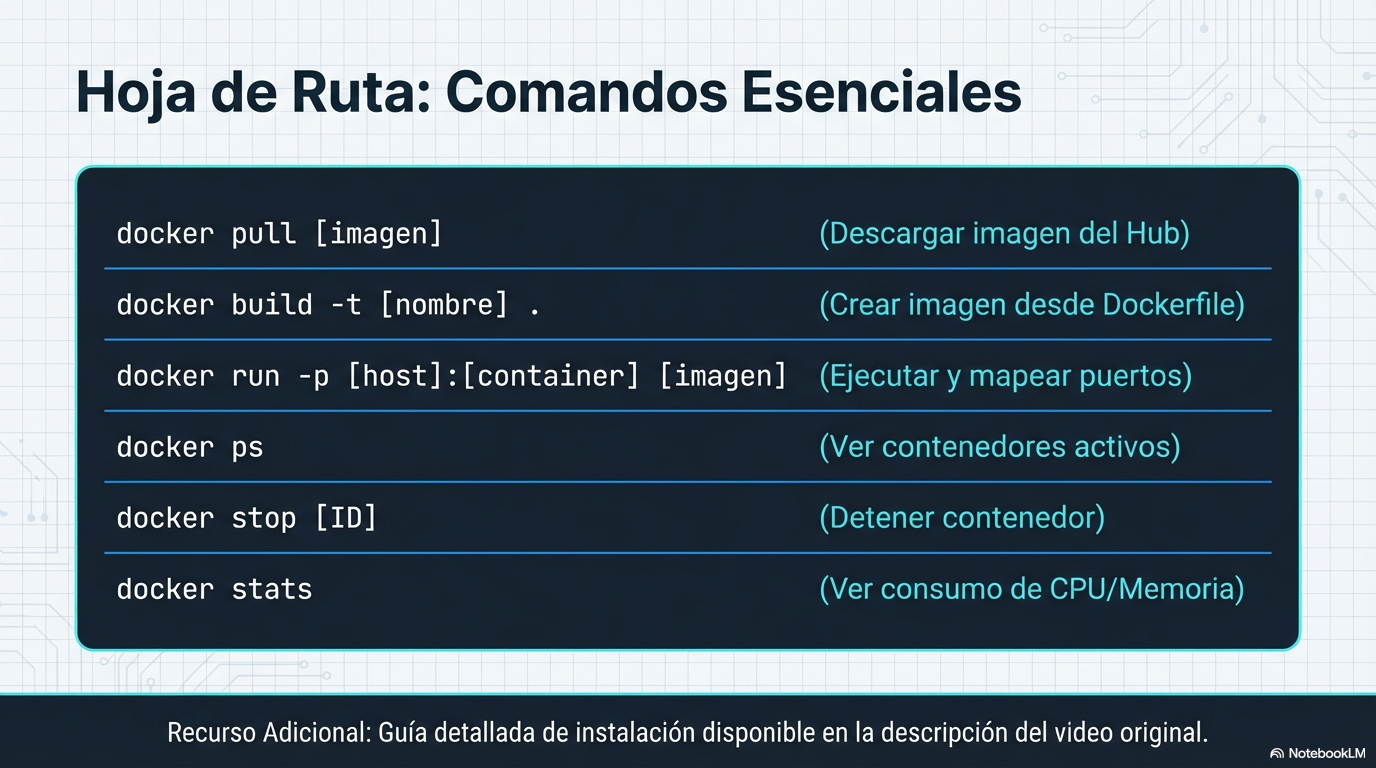 Hoja de Ruta: Comandos Esenciales
docker pull [imagen] (Descargar imagen del Hub)
docker build -t [nombre] . (Crear imagen desde Dockerfile)
docker run -p [host]:[container] [imagen] (Ejecutar y mapear puertos)
docker ps (Ver contenedores activos)
docker stop [ID] (Detener contenedor)
docker stats (Ver consumo de CPU/Memoria)
Recurso Adicional: Guía detallada de instalación disponible en la descripción del video original.
NotebookLM